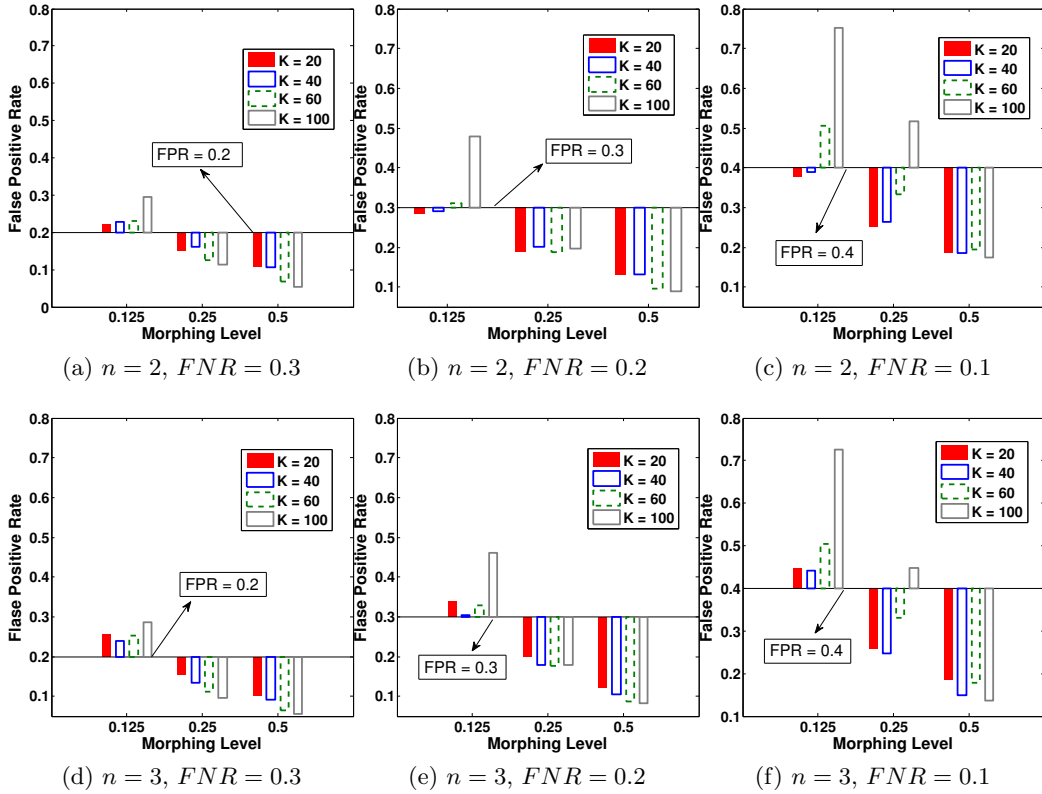 0.8
0.7
0.6
0.5
0.4
0.3
0.2
0.1
0
False Positive Rate
K = 20
K = 40
K = 60
K = 100
FPR = 0.2
0.125
0.25
0.5
Morphing Level
(a) n = 2, FNR = 0.3
0.8
0.7
0.6
0.5
0.4
0.3
0.2
0.1
False Positive Rate
K = 20
K = 40
K = 60
K = 100
FPR = 0.3
0.125
0.25
0.5
Morphing Level
(b) n = 2, FNR = 0.2
0.8
0.7
0.6
0.5
0.4
0.3
0.2
0.1
False Positive Rate
K = 20
K = 40
K = 60
K = 100
FPR = 0.4
0.125
0.25
0.5
Morphing Level
(c) n = 2, FNR = 0.1
0.8
0.7
0.6
0.5
0.4
0.3
0.2
0.1
Flase Positive Rate
K = 20
K = 40
K = 60
K = 100
FPR = 0.2
0.125
0.25
0.5
Morphing Level
(d) n = 3, FNR = 0.3
0.8
0.7
0.6
0.5
0.4
0.3
0.2
0.1
False Positive Rate
K = 20
K = 40
K = 60
K = 100
FPR = 0.3
0.125
0.25
0.5
Morphing Level
(e) n = 3, FNR = 0.2
0.8
0.7
0.6
0.5
0.4
0.3
0.2
0.1
False Positive Rate
K = 20
K = 40
K = 60
K = 100
FPR = 0.4
0.125
0.25
0.5
Morphing Level
(f) n = 3, FNR = 0.1